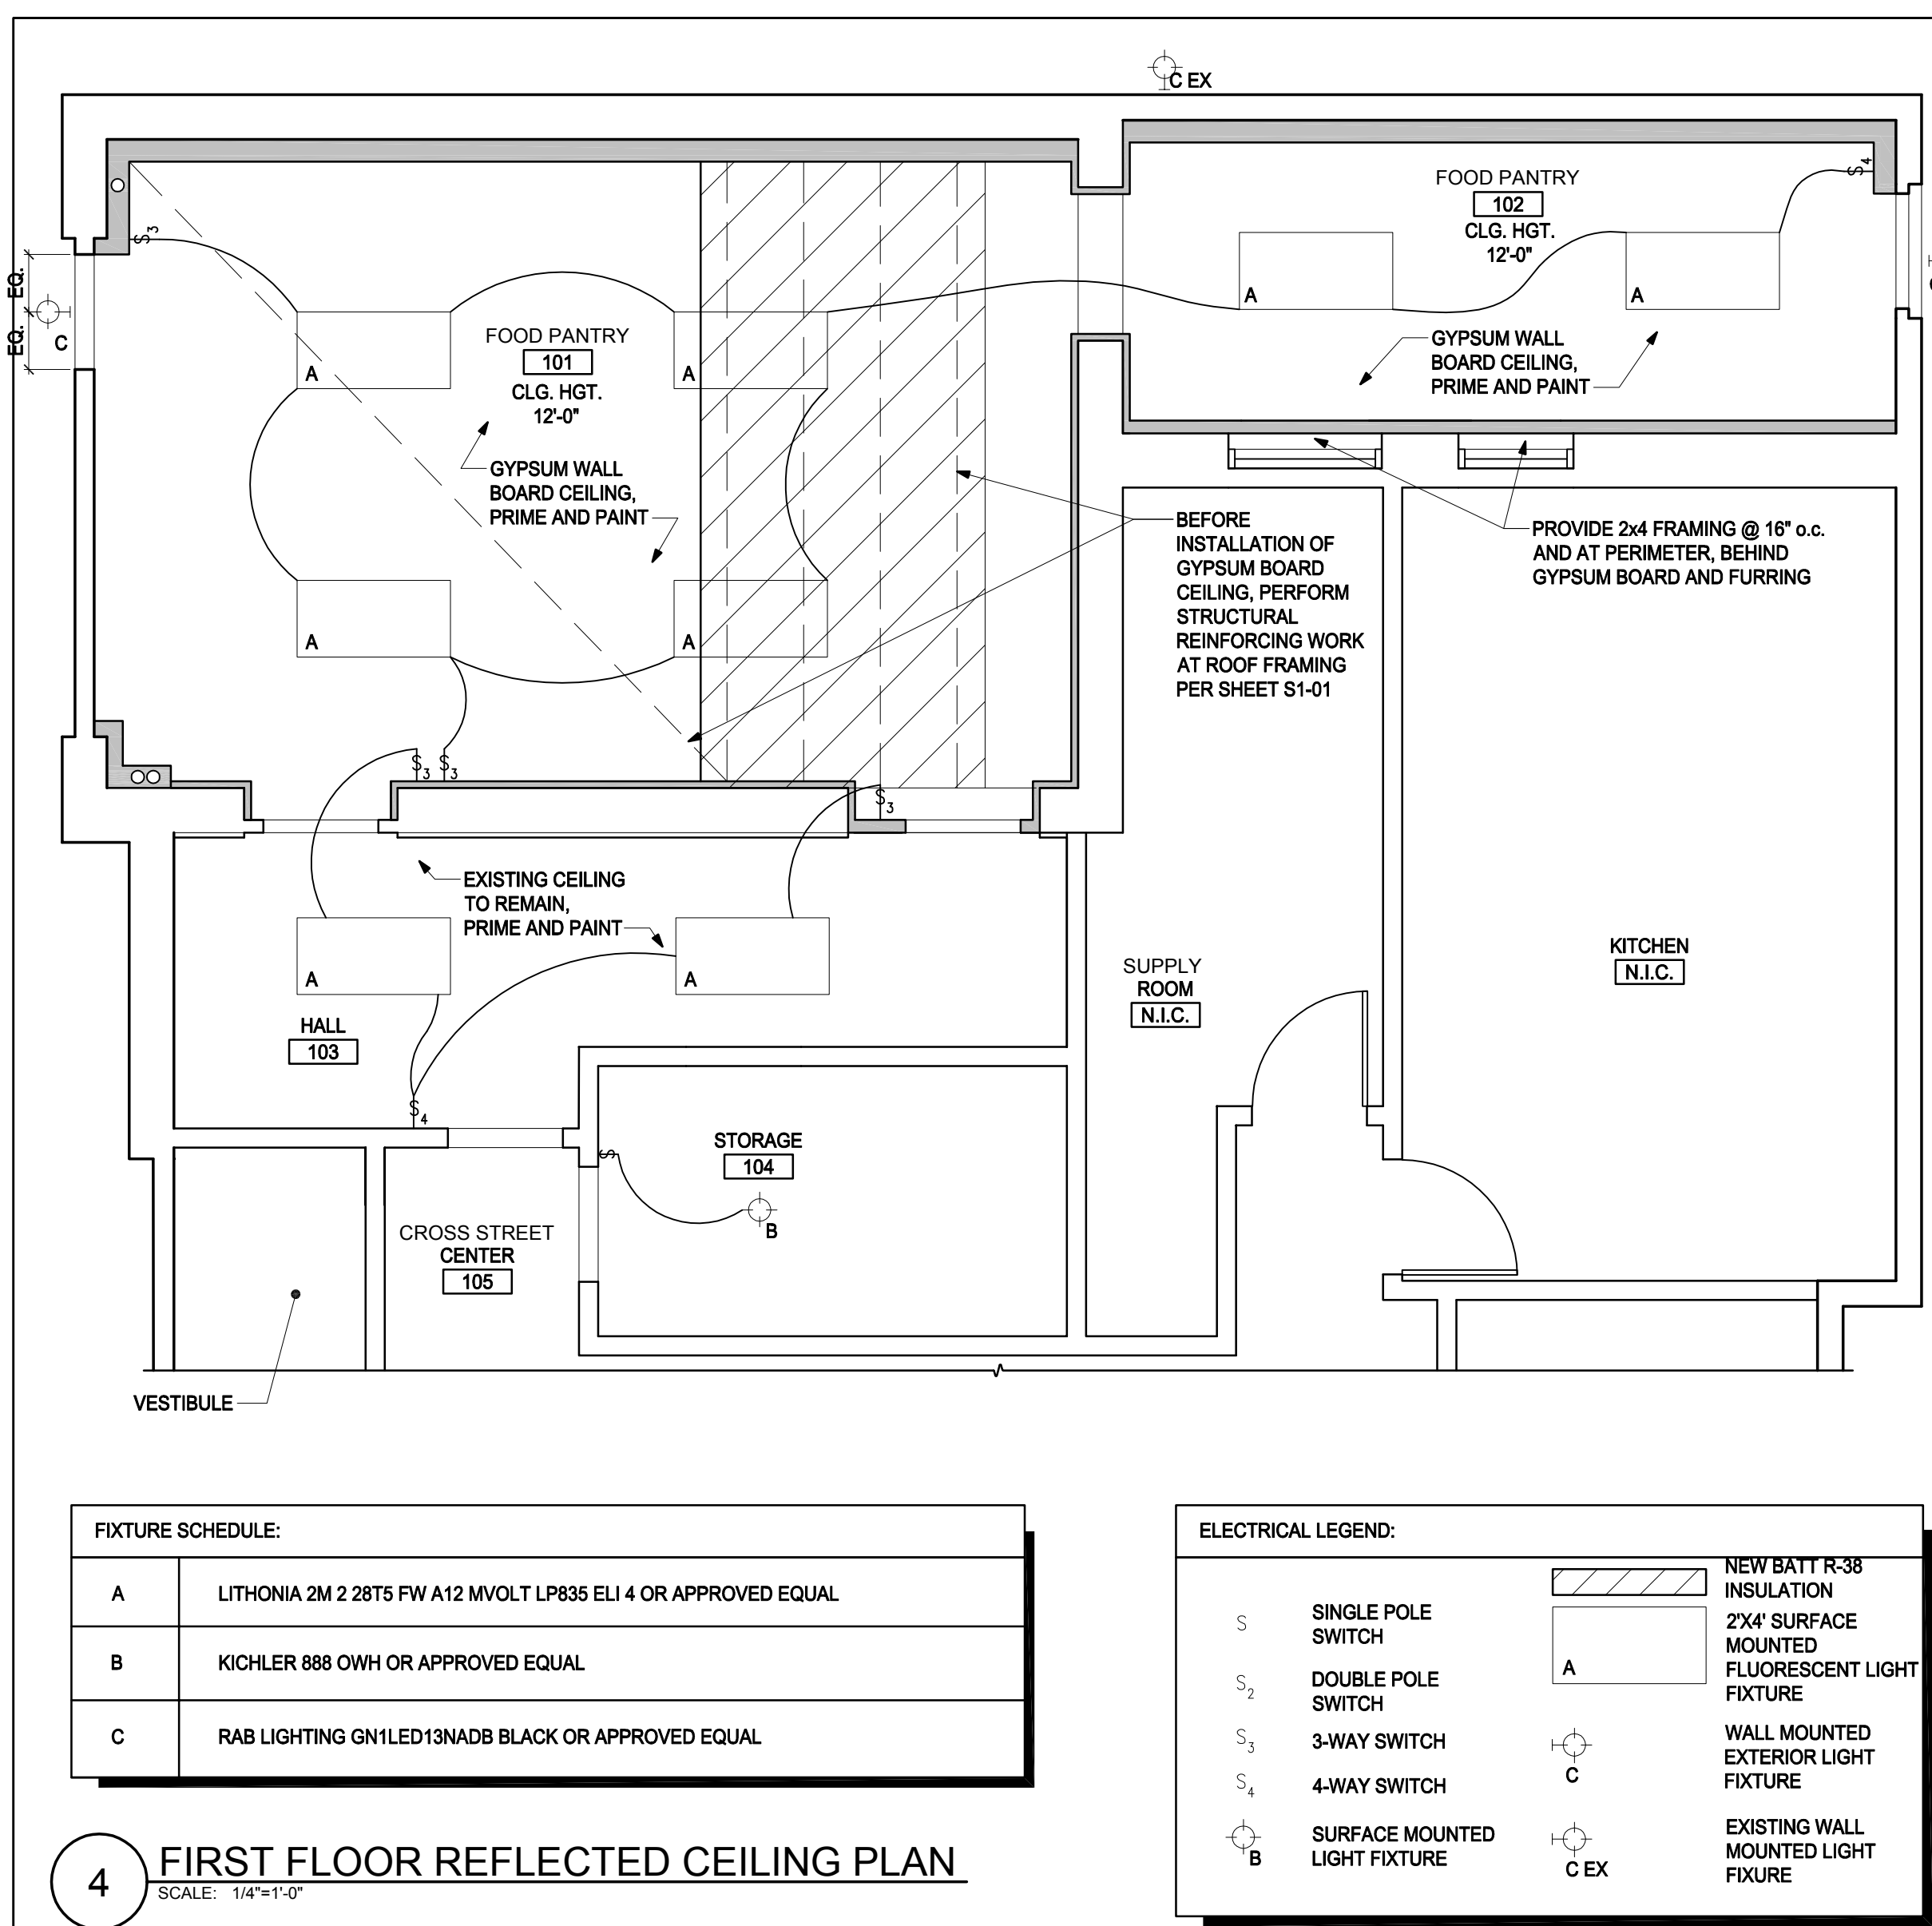 C EX
FOOD PANTRY
102
CLG. HGT.
12'-0"
S4
S3
EQ.
EQ.
C
FOOD PANTRY
101
CLG. HGT.
12'-0"
A
A
A
A
GYPSUM WALL
BOARD CEILING,
PRIME AND PAINT
GYPSUM WALL
BOARD CEILING,
PRIME AND PAINT
A
A
BEFORE
INSTALLATION OF
GYPSUM BOARD
CEILING, PERFORM
STRUCTURAL
REINFORCING WORK
AT ROOF FRAMING
PER SHEET S1-01
PROVIDE 2x4 FRAMING @ 16" o.c.
AND AT PERIMETER, BEHIND
GYPSUM BOARD AND FURRING
S3
S3
S3
EXISTING CEILING
TO REMAIN,
PRIME AND PAINT
A
A
HALL
103
S4
SUPPLY
ROOM
N.I.C.
KITCHEN
N.I.C.
S
STORAGE
104
B
CROSS STREET
CENTER
105
VESTIBULE
FIXTURE SCHEDULE:
A LITHONIA 2M 2 28T5 FW A12 MVOLT LP835 ELI 4 OR APPROVED EQUAL
B KICHLER 888 OWH OR APPROVED EQUAL
C RAB LIGHTING GN1LED13NADB BLACK OR APPROVED EQUAL
ELECTRICAL LEGEND:
S SINGLE POLE
SWITCH
S2 DOUBLE POLE
SWITCH
S3 3-WAY SWITCH
S4 4-WAY SWITCH
B SURFACE MOUNTED
LIGHT FIXTURE
NEW BATT R-38
INSULATION
A
2'X4' SURFACE
MOUNTED
FLUORESCENT LIGHT
FIXTURE
C
WALL MOUNTED
EXTERIOR LIGHT
FIXTURE
C EX
EXISTING WALL
MOUNTED LIGHT
FIXURE
4
FIRST FLOOR REFLECTED CEILING PLAN
SCALE: 1/4"=1'-0"